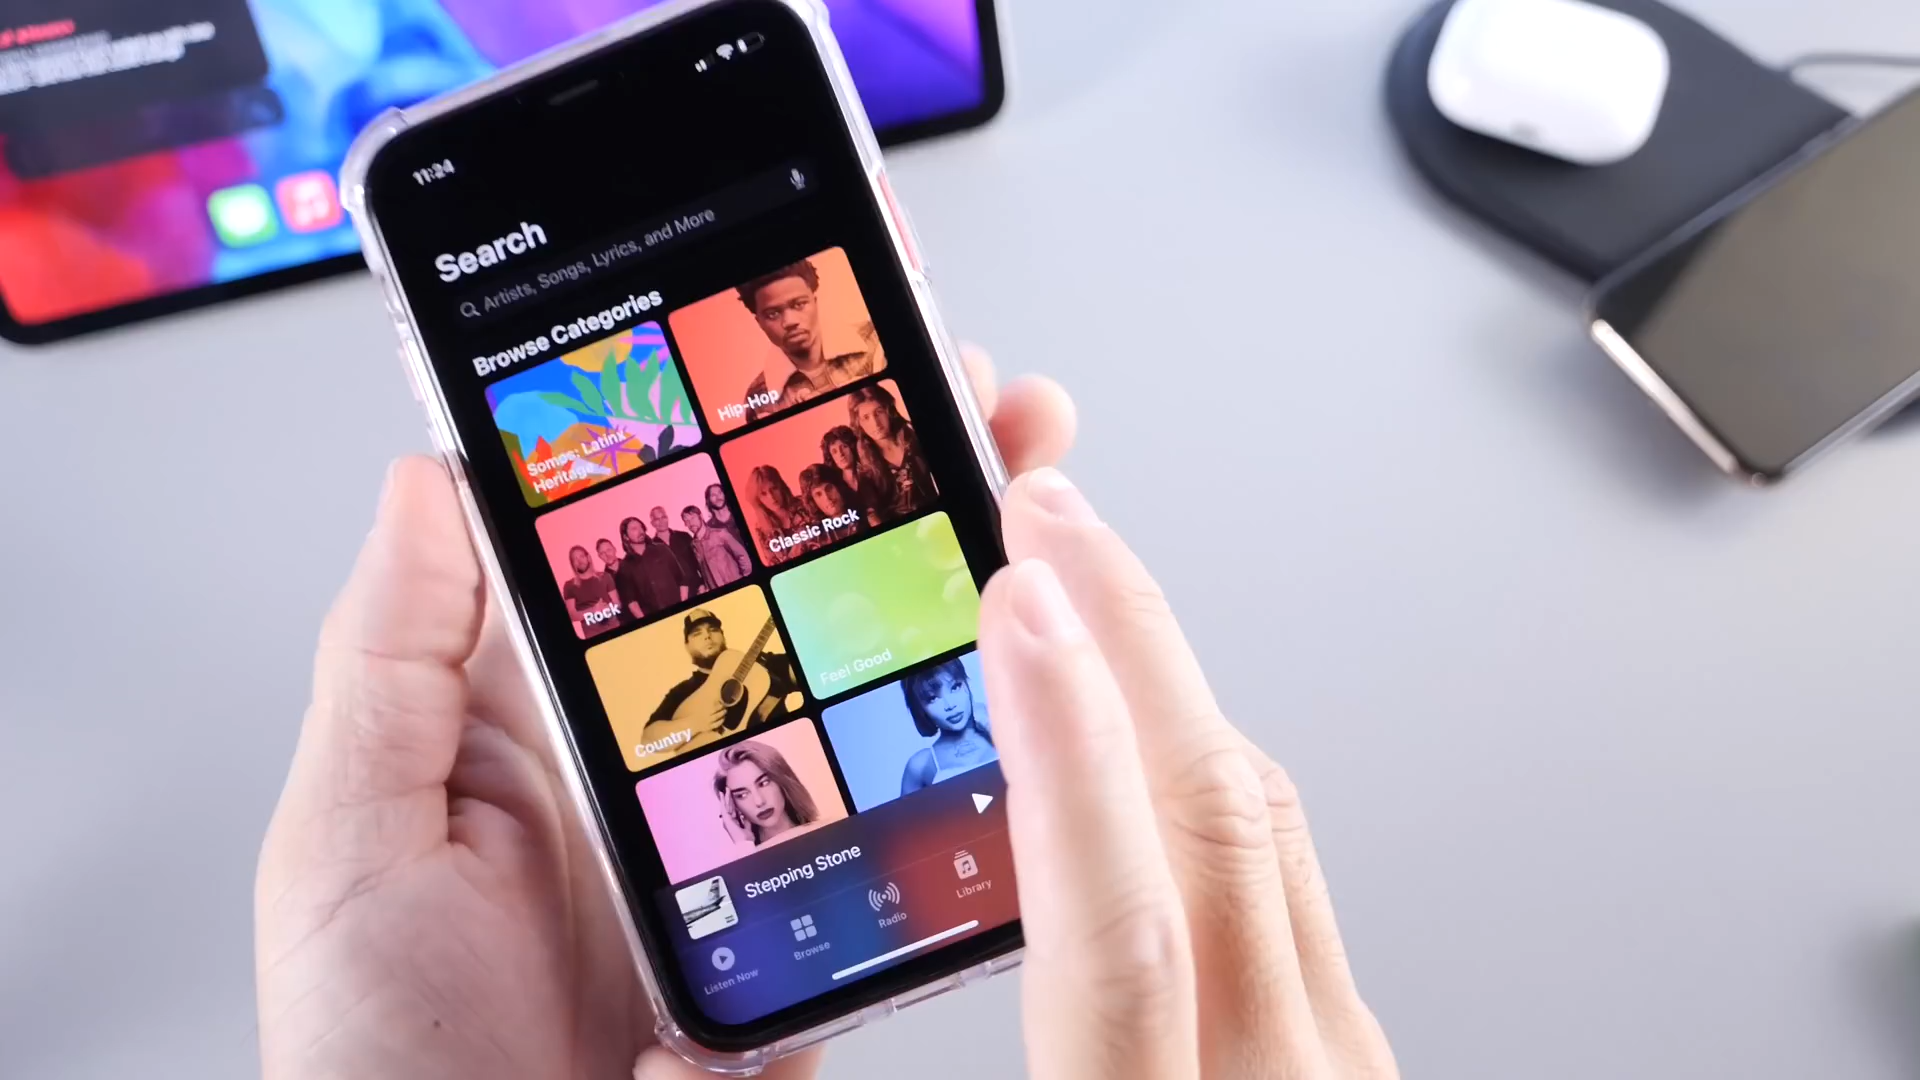 11:24
Search
Artists, Songs, Lyrics, and More
Browse Categories
Somos: Latinx
Heritage
Hip-Hop
Rock
Classic Rock
Country
Feel Good
Stepping Stone
Listen Now
Browse
Radio
Library